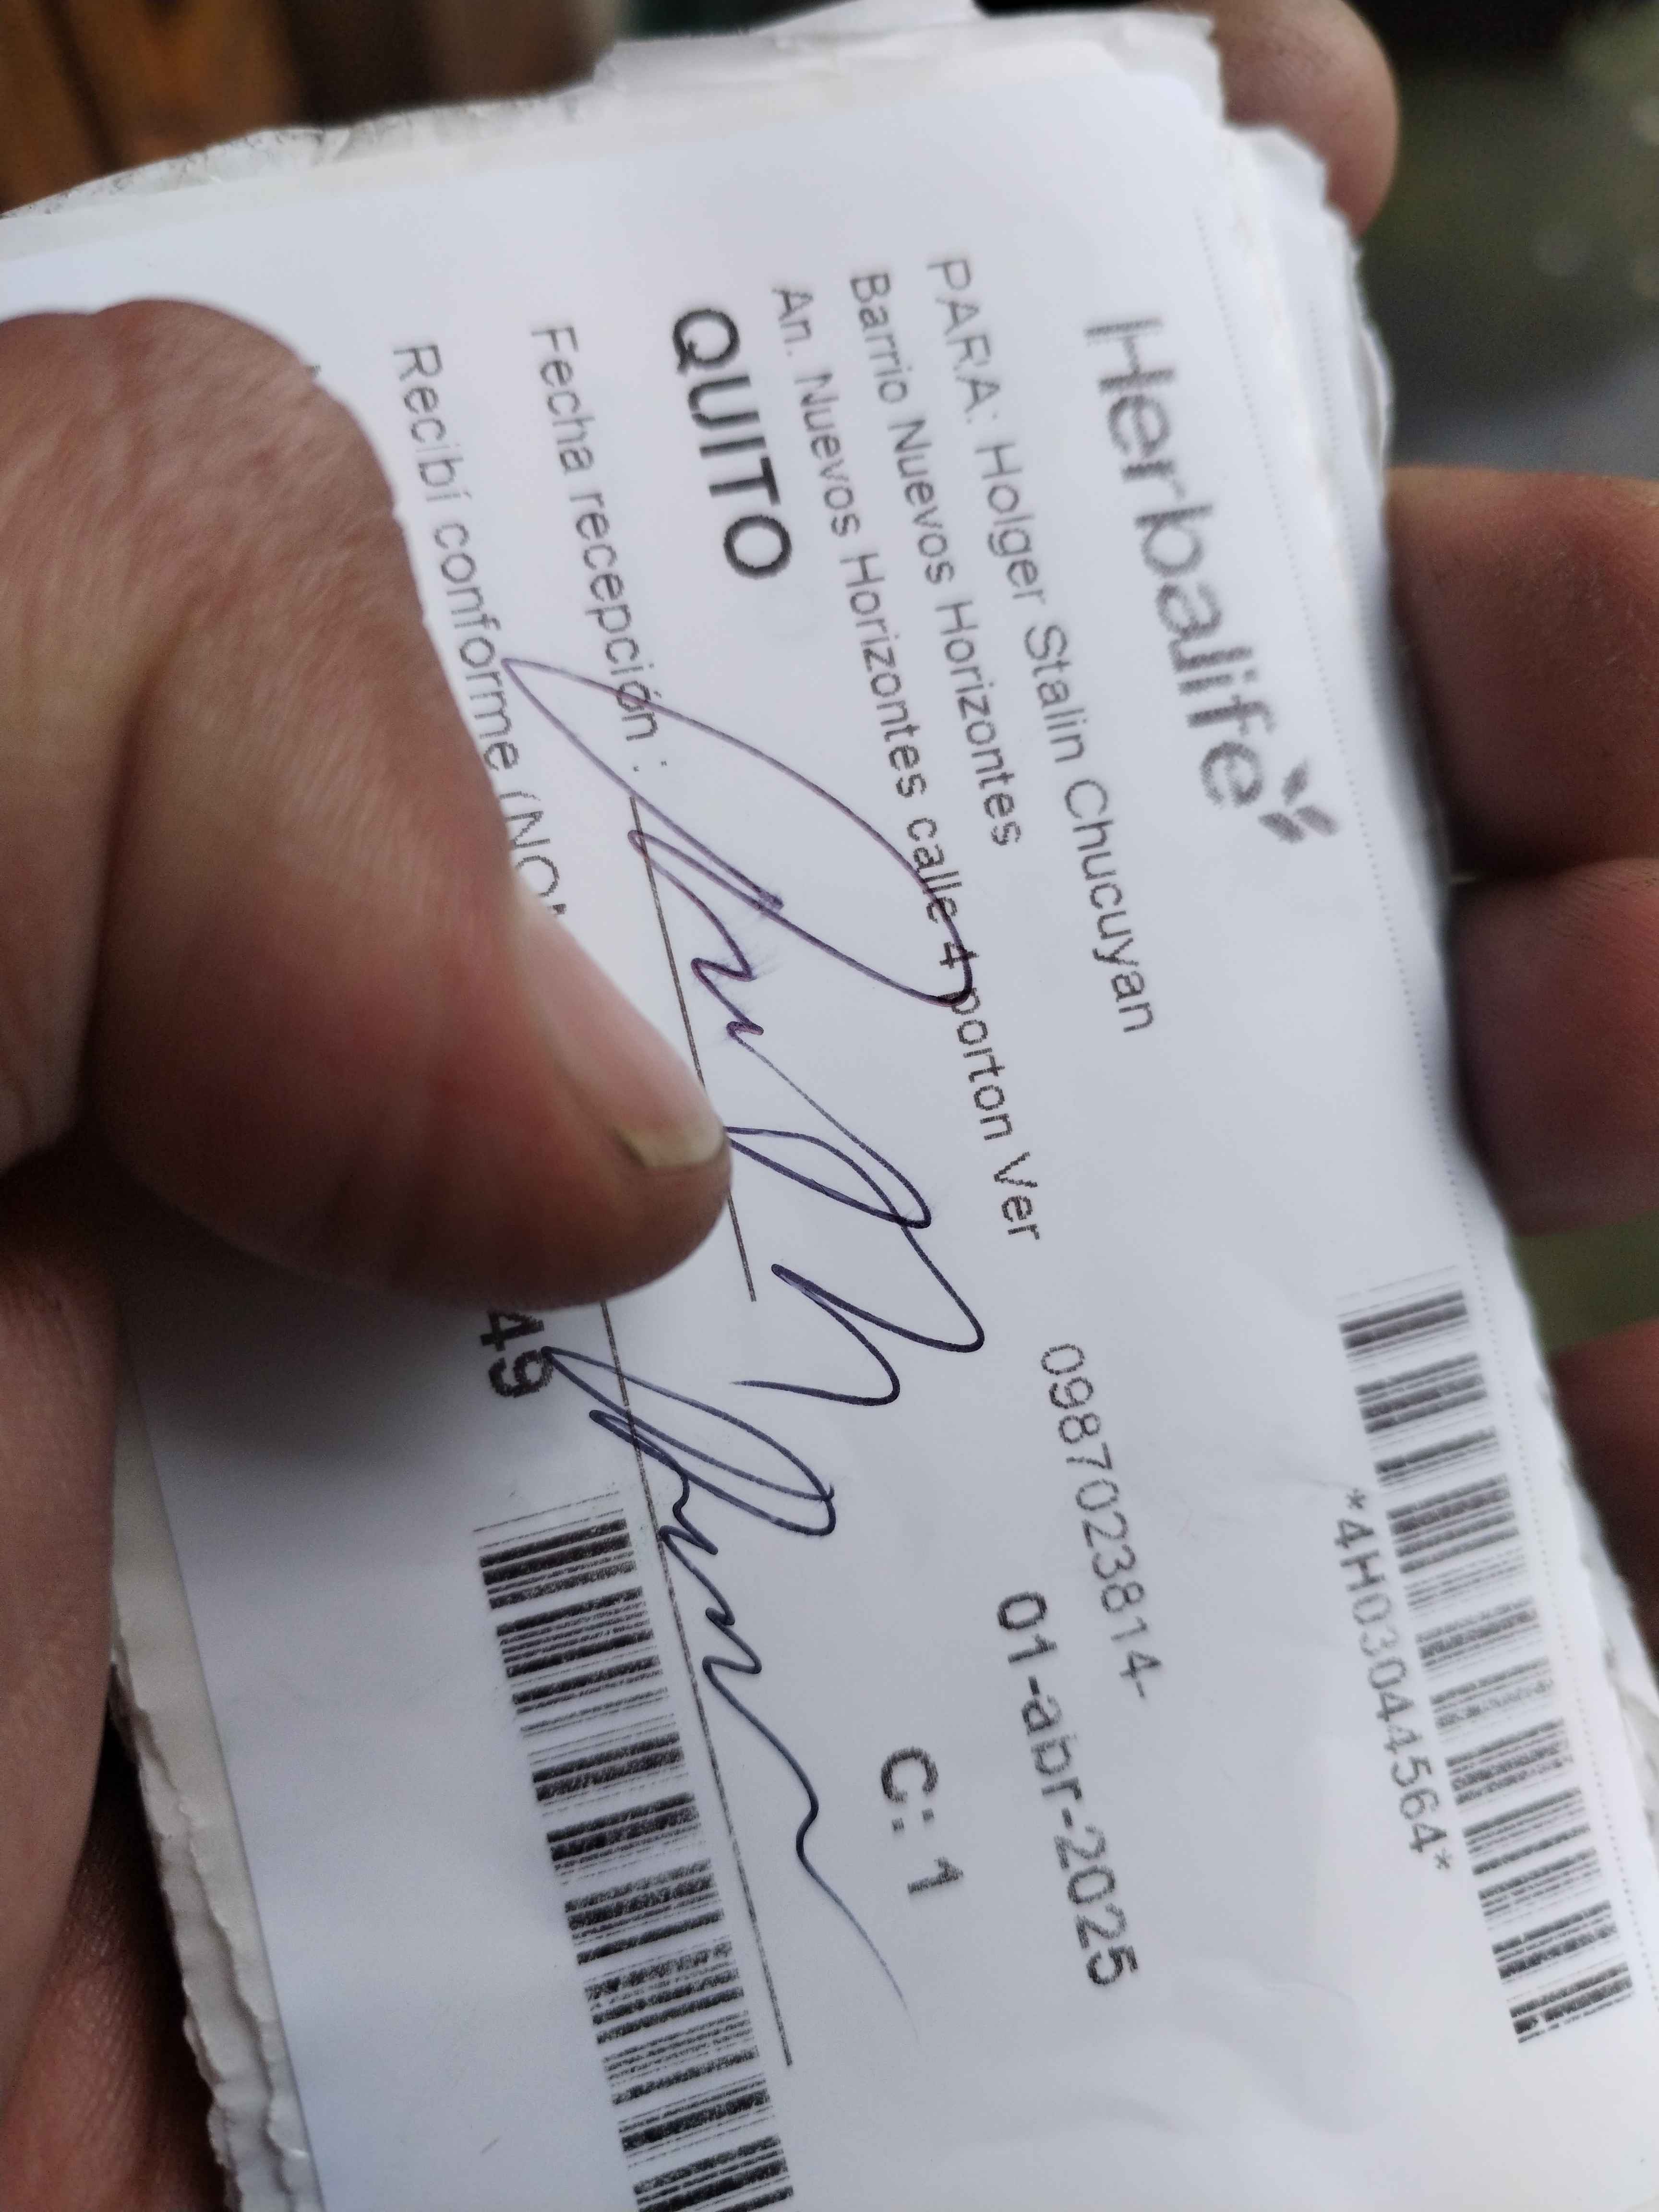 Herbalife
*4H03044564*
PARA: Holger Stalin Chucuyan
Barrio Nuevos Horizontes
0987023814-
An. Nuevos Horizontes calle 4 porton Ver
01-abr-2025
QUITO
C: 1
Fecha recepción :
Recibí conforme
49